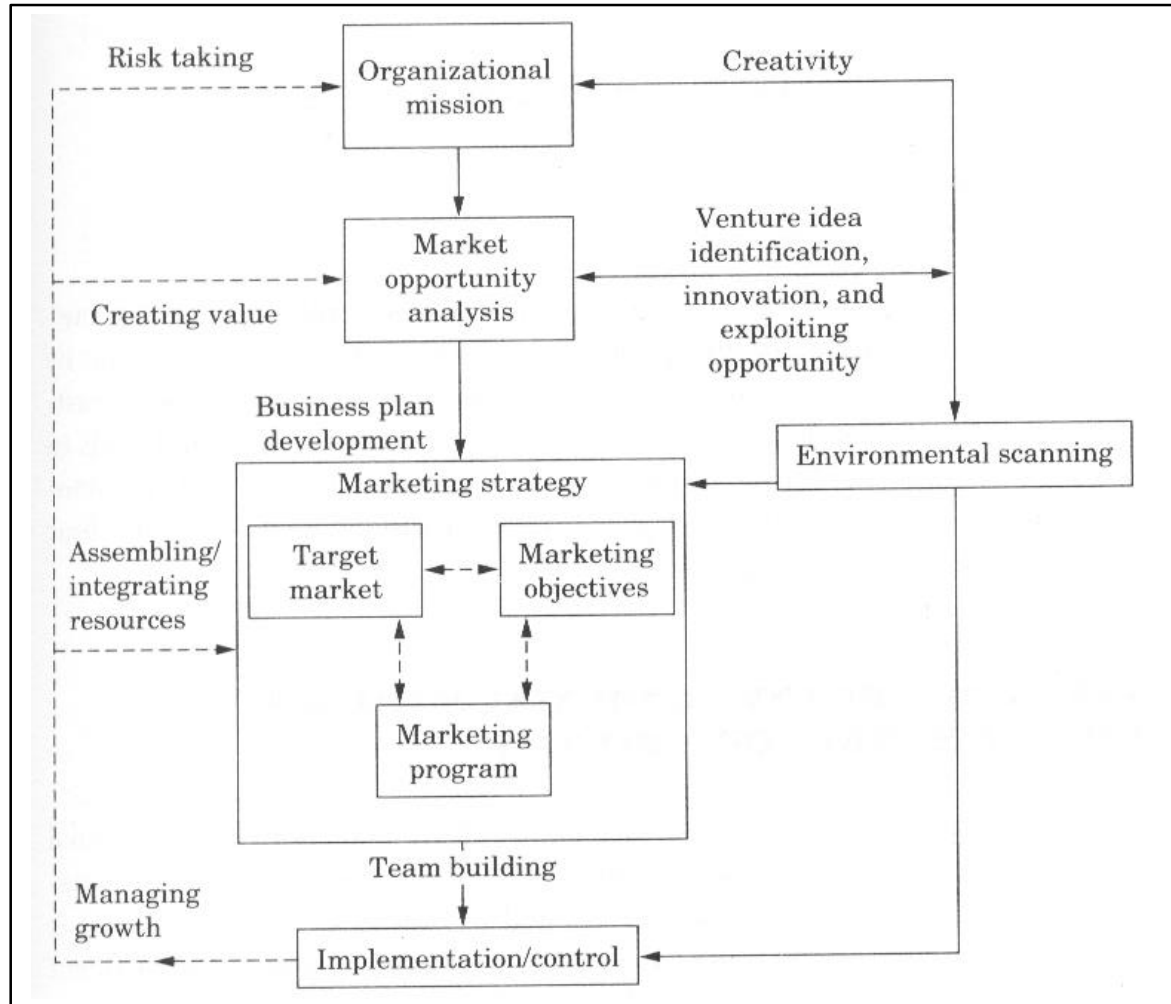 Risk taking
Organizational
mission
Creativity
Market
opportunity
analysis
Venture idea
identification,
innovation, and
exploiting
opportunity
Creating value
Business plan
development
Environmental scanning
Marketing strategy
Target
market
Marketing
objectives
Assembling/
integrating
resources
Marketing
program
Team building
Managing
growth
Implementation/control